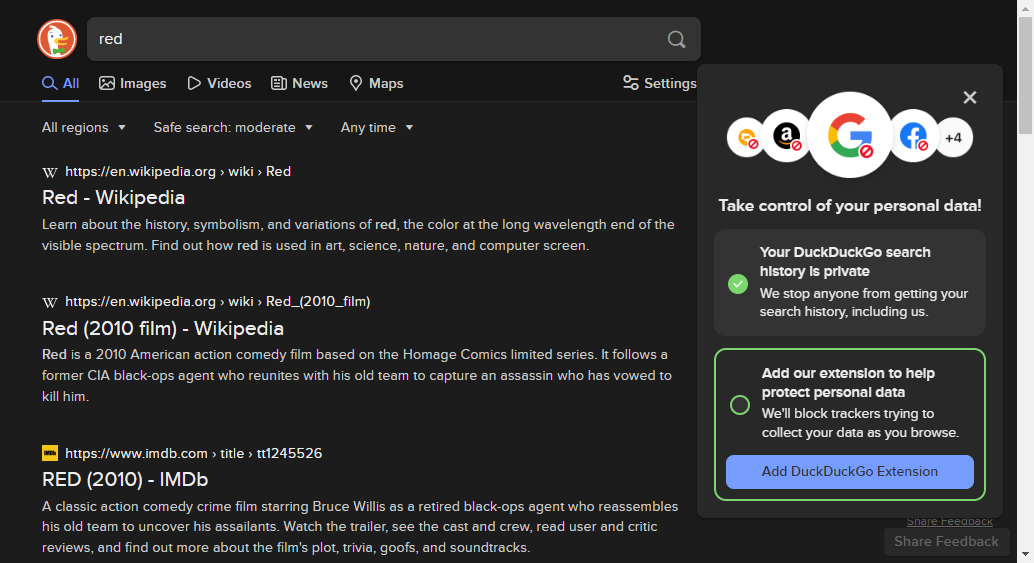 red
All Images Videos News Maps Settings
All regions Safe search: moderate Any time
W https://en.wikipedia.org › wiki › Red
Red - Wikipedia
Learn about the history, symbolism, and variations of red, the color at the long wavelength end of the
visible spectrum. Find out how red is used in art, science, nature, and computer screen.
W https://en.wikipedia.org › wiki › Red_(2010_film)
Red (2010 film) - Wikipedia
Red is a 2010 American action comedy film based on the Homage Comics limited series. It follows a
former CIA black-ops agent who reunites with his old team to capture an assassin who has vowed to
kill him.
IMDb https://www.imdb.com › title › tt1245526
RED (2010) - IMDb
A classic action comedy crime film starring Bruce Willis as a retired black-ops agent who reassembles
his old team to uncover his assailants. Watch the trailer, see the cast and crew, read user and critic
reviews, and find out more about the film's plot, trivia, goofs, and soundtracks.
a G f +4
Take control of your personal data!
Your DuckDuckGo search
history is private
We stop anyone from getting your
search history, including us.
Add our extension to help
protect personal data
We'll block trackers trying to
collect your data as you browse.
Add DuckDuckGo Extension
Share Feedback
Share Feedback